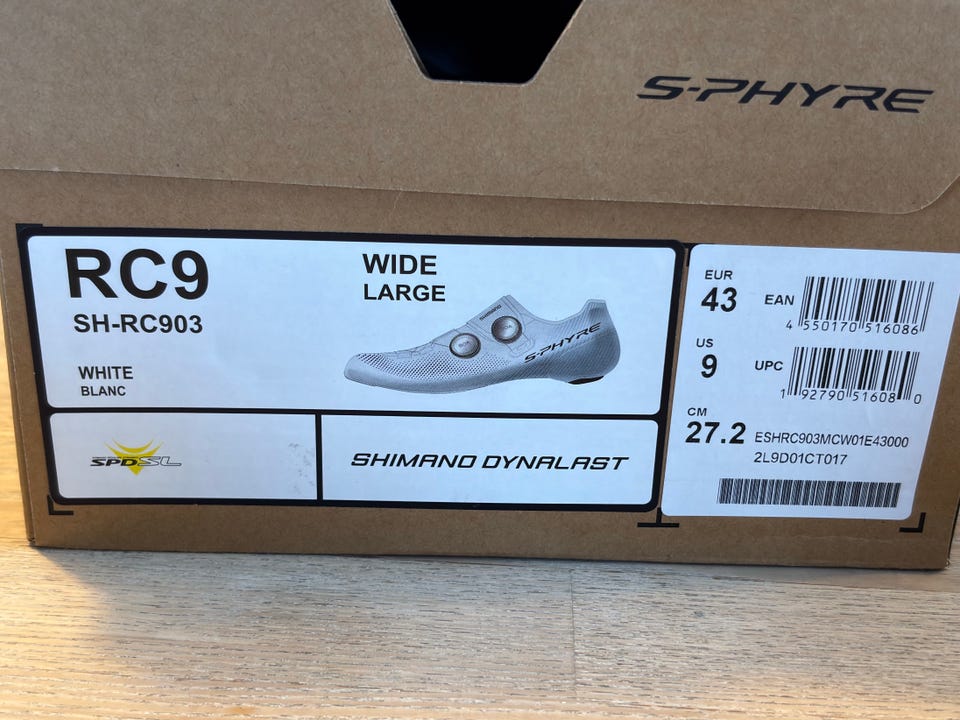 S-PHYRE
RC9
SH-RC903
WHITE
BLANC
WIDE
LARGE
S-PHYRE
SPD-SL
SHIMANO DYNALAST
EUR
43
EAN
4 550170 516086
US
9
UPC
1 92790 51608 0
CM
27.2
ESHRC903MCW01E43000
2L9D01CT017